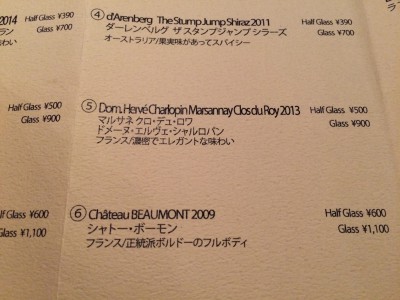 2014
Half Glass ¥390
Glass ¥700
ラン
味わい
Half Glass ¥500
Glass ¥900
Half Glass ¥600
Glass ¥1,100
④ d'Arenberg The Stump Jump Shiraz 2011
ダーレンベルグ ザ スタンプジャンプ シラーズ
オーストラリア/果実味があってスパイシー
Half Glass ¥390
Glass ¥700
⑤ Dom. Hervé Charlopin Marsannay Clos du Roy 2013
マルサネ クロ・デュ・ロワ
ドメーヌ・エルヴェ・シャルロパン
フランス/濃密でエレガントな味わい
Half Glass ¥500
Glass ¥900
⑥ Château BEAUMONT 2009
シャトー・ボーモン
フランス/正統派ボルドーのフルボディ
Half Glass ¥600
Glass ¥1,100